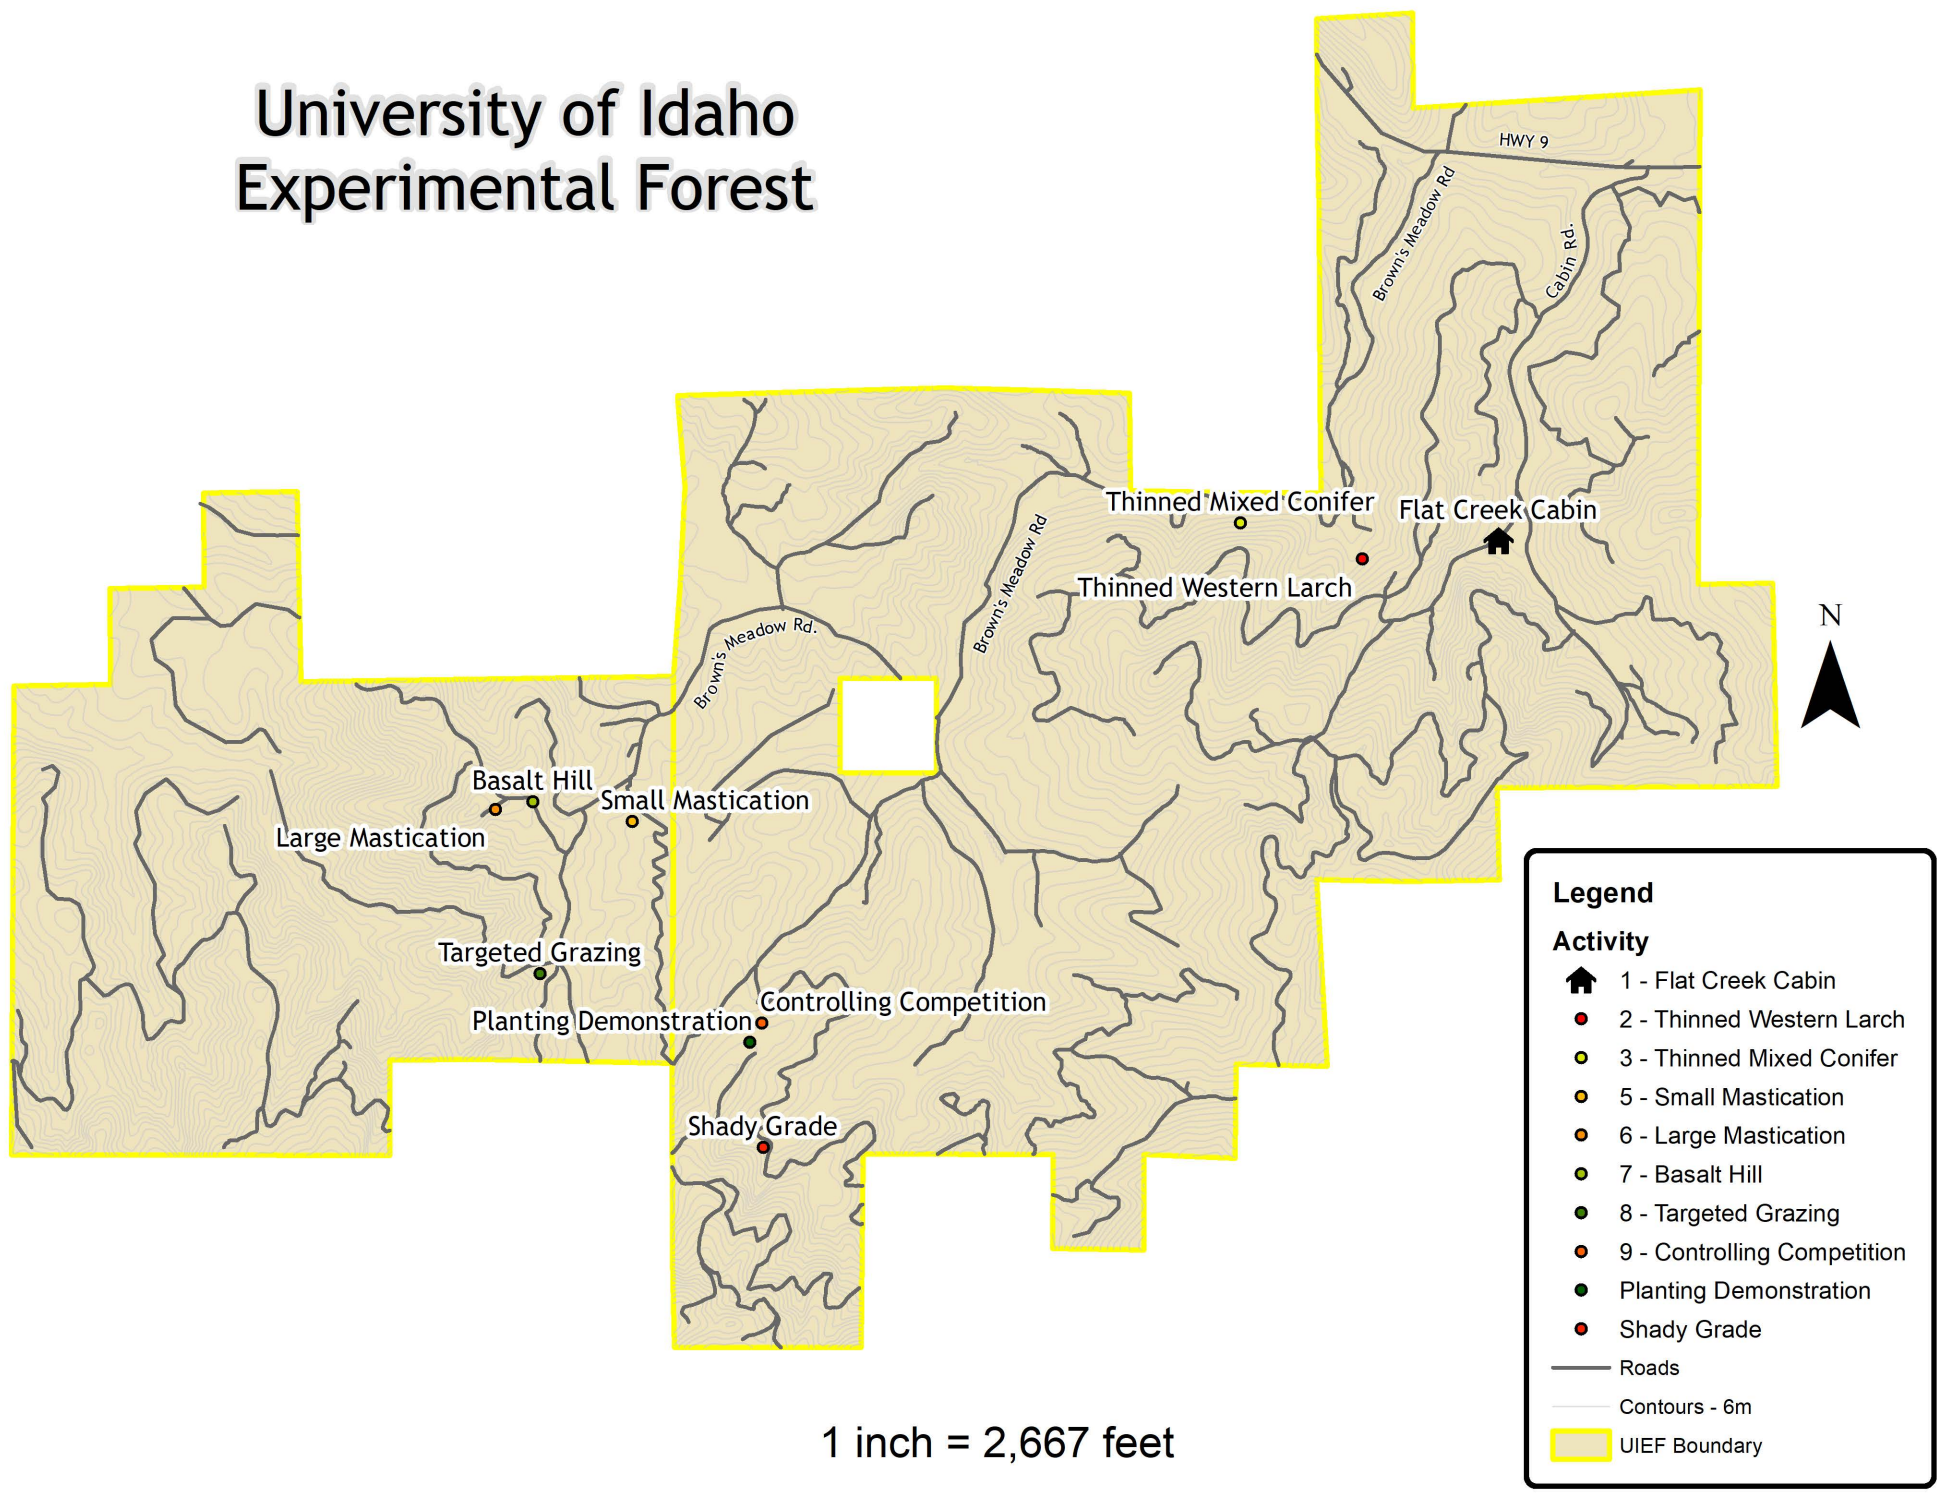 University of Idaho
Experimental Forest
HWY 9
Brown's Meadow Rd
Cabin Rd.
Thinned Mixed Conifer
Flat Creek Cabin
Brown's Meadow Rd
Thinned Western Larch
N
Brown's Meadow Rd.
Basalt Hill
Small Mastication
Large Mastication
Targeted Grazing
Controlling Competition
Planting Demonstration
Shady Grade
Legend
Activity
1 - Flat Creek Cabin
2 - Thinned Western Larch
3 - Thinned Mixed Conifer
5 - Small Mastication
6 - Large Mastication
7 - Basalt Hill
8 - Targeted Grazing
9 - Controlling Competition
Planting Demonstration
Shady Grade
Roads
Contours - 6m
UIEF Boundary
1 inch = 2,667 feet